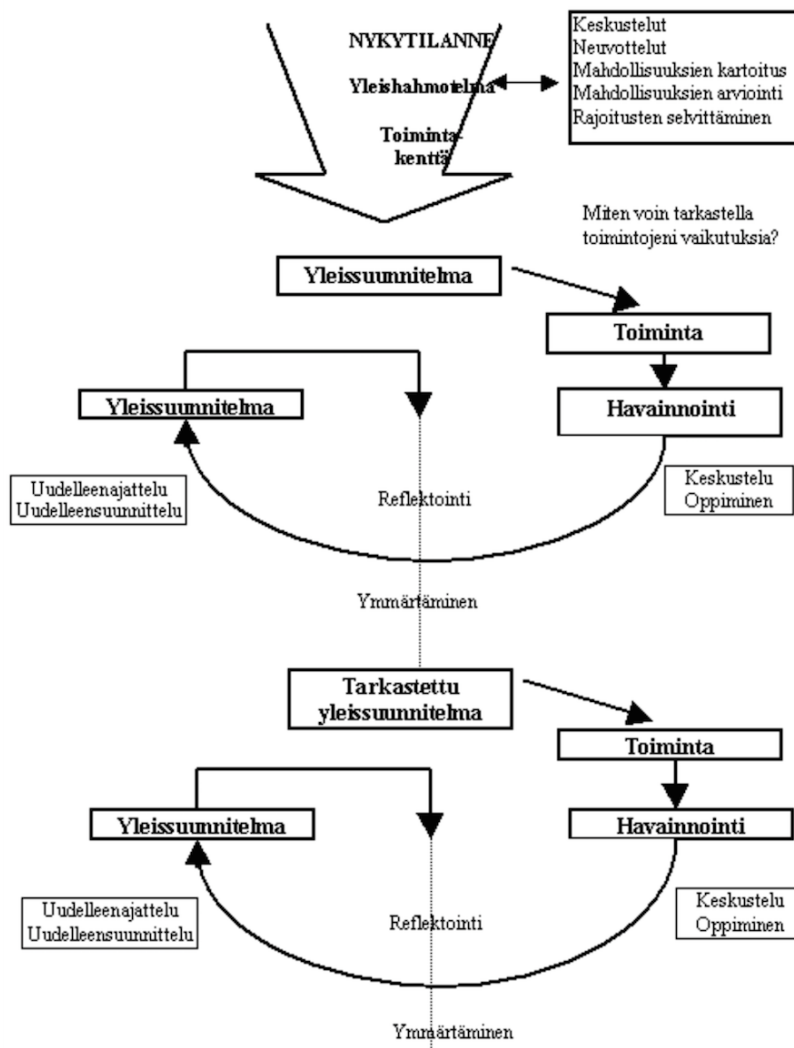 NYKYTILANNE
Yleishahmotelma
Toiminta-
kenttä
Keskustelut
Neuvottelut
Mahdollisuuksien kartoitus
Mahdollisuuksien arviointi
Rajoitusten selvittäminen
Miten voin tarkastella
toimintojeni vaikutuksia?
Yleissuunnitelma
Toiminta
Yleissuunnitelma
Havainnointi
Uudelleenajattelu
Uudelleensuunnittelu
Reflektointi
Keskustelu
Oppiminen
Ymmärtäminen
Tarkastettu
yleissuunnitelma
Toiminta
Yleissuunnitelma
Havainnointi
Uudelleenajattelu
Uudelleensuunnittelu
Reflektointi
Keskustelu
Oppiminen
Ymmärtäminen